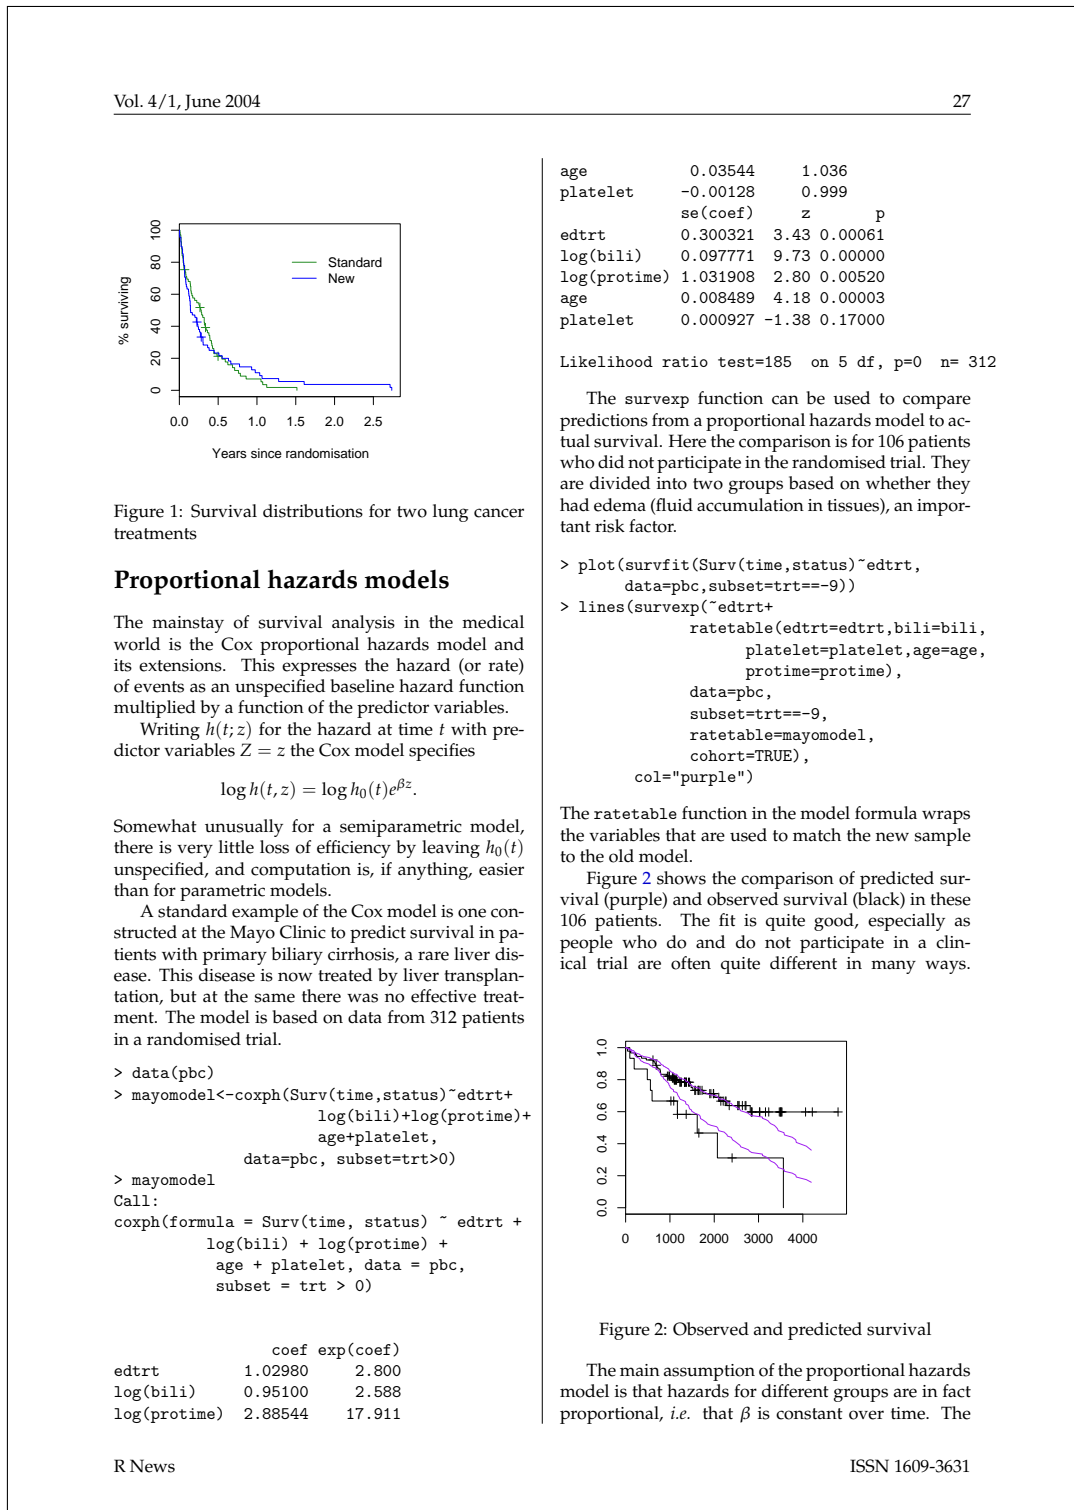 Vol. 4/1, June 2004 27
100
80
60
40
20
0
% surviving
Standard
New
0.0 0.5 1.0 1.5 2.0 2.5
Years since randomisation
Figure 1: Survival distributions for two lung cancer
treatments
Proportional hazards models
The mainstay of survival analysis in the medical
world is the Cox proportional hazards model and
its extensions. This expresses the hazard (or rate)
of events as an unspecified baseline hazard function
multiplied by a function of the predictor variables.
Writing h(t; z) for the hazard at time t with pre-
dictor variables Z = z the Cox model specifies
log h(t, z) = log h₀(t)e^{βz}.
Somewhat unusually for a semiparametric model,
there is very little loss of efficiency by leaving h₀(t)
unspecified, and computation is, if anything, easier
than for parametric models.
A standard example of the Cox model is one con-
structed at the Mayo Clinic to predict survival in pa-
tients with primary biliary cirrhosis, a rare liver dis-
ease. This disease is now treated by liver transplan-
tation, but at the same there was no effective treat-
ment. The model is based on data from 312 patients
in a randomised trial.
> data(pbc)
> mayomodel<-coxph(Surv(time,status)~edtrt+
log(bili)+log(protime)+
age+platelet,
data=pbc, subset=trt>0)
> mayomodel
Call:
coxph(formula = Surv(time, status) ~ edtrt +
log(bili) + log(protime) +
age + platelet, data = pbc,
subset = trt > 0)
coef exp(coef)
edtrt 1.02980 2.800
log(bili) 0.95100 2.588
log(protime) 2.88544 17.911
age 0.03544 1.036
platelet -0.00128 0.999
se(coef) z p
edtrt 0.300321 3.43 0.00061
log(bili) 0.097771 9.73 0.00000
log(protime) 1.031908 2.80 0.00520
age 0.008489 4.18 0.00003
platelet 0.000927 -1.38 0.17000
Likelihood ratio test=185 on 5 df, p=0 n= 312
The survexp function can be used to compare
predictions from a proportional hazards model to ac-
tual survival. Here the comparison is for 106 patients
who did not participate in the randomised trial. They
are divided into two groups based on whether they
had edema (fluid accumulation in tissues), an impor-
tant risk factor.
> plot(survfit(Surv(time,status)~edtrt,
data=pbc,subset=trt==-9))
> lines(survexp(~edtrt+
ratetable(edtrt=edtrt,bili=bili,
platelet=platelet,age=age,
protime=protime),
data=pbc,
subset=trt==-9,
ratetable=mayomodel,
cohort=TRUE),
col="purple")
The ratetable function in the model formula wraps
the variables that are used to match the new sample
to the old model.
Figure 2 shows the comparison of predicted sur-
vival (purple) and observed survival (black) in these
106 patients. The fit is quite good, especially as
people who do and do not participate in a clin-
ical trial are often quite different in many ways.
1.0
0.8
0.6
0.4
0.2
0.0
0 1000 2000 3000 4000
Figure 2: Observed and predicted survival
The main assumption of the proportional hazards
model is that hazards for different groups are in fact
proportional, i.e. that β is constant over time. The
R News ISSN 1609-3631